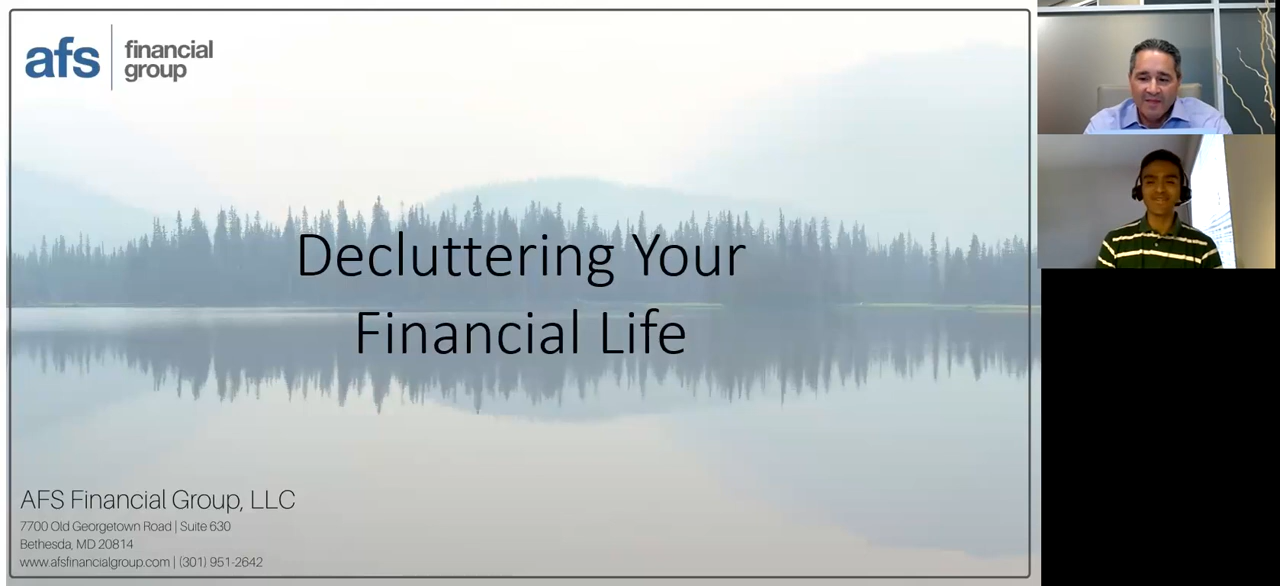 afs
financial
group
Decluttering Your
Financial Life
AFS Financial Group, LLC
7700 Old Georgetown Road | Suite 630
Bethesda, MD 20814
www.afsfinancialgroup.com | (301) 951-2642